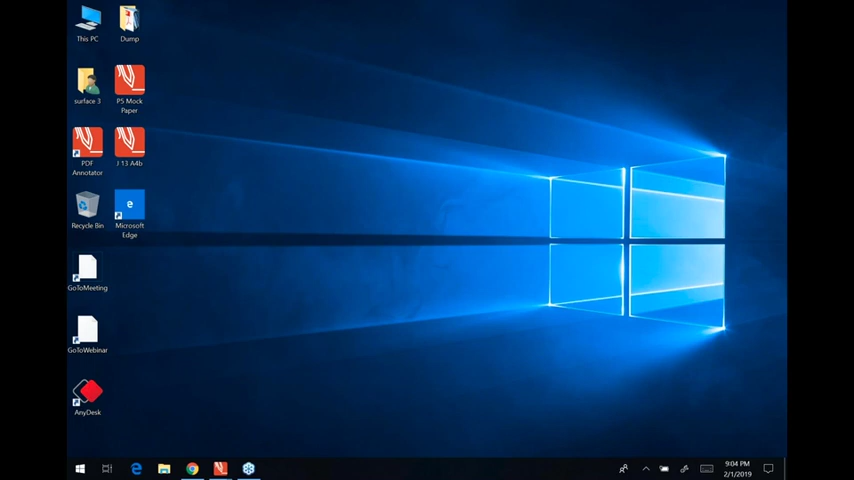 This PC
Dump
surface 3
P5 Mock
Paper
PDF
Annotator
J 13 A4b
Recycle Bin
Microsoft
Edge
GoToMeeting
GoToWebinar
AnyDesk
9:04 PM
2/1/2019